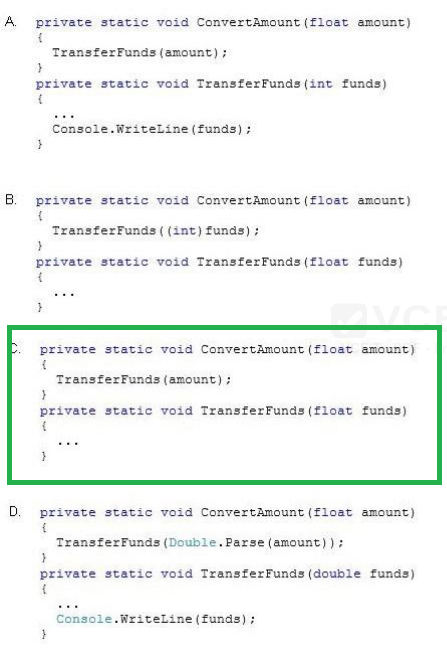 A. private static void ConvertAmount(float amount)
{
TransferFunds(amount);
}
private static void TransferFunds(int funds)
{
...
Console.WriteLine(funds);
}
B. private static void ConvertAmount(float amount)
{
TransferFunds((int)funds);
}
private static void TransferFunds(float funds)
{
...
}
VCE
C. private static void ConvertAmount(float amount)
{
TransferFunds(amount);
}
private static void TransferFunds(float funds)
{
...
}
D. private static void ConvertAmount(float amount)
{
TransferFunds(Double.Parse(amount));
}
private static void TransferFunds(double funds)
{
...
Console.WriteLine(funds);
}